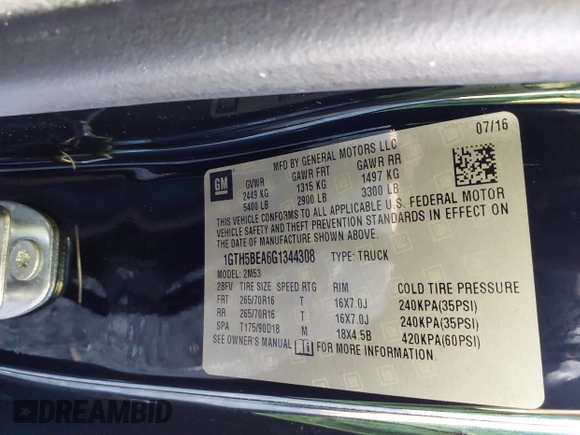 07/16
MFD BY GENERAL MOTORS LLC
GM
GVWR GAWR FRT GAWR RR
2449 KG 1315 KG 1497 KG
5400 LB 2900 LB 3300 LB
THIS VEHICLE CONFORMS TO ALL APPLICABLE U.S. FEDERAL MOTOR
VEHICLE SAFETY AND THEFT PREVENTION STANDARDS IN EFFECT ON
THE DATE OF MANUFACTURE SHOWN ABOVE.
1GTH5BEA6G1344308 TYPE: TRUCK
MODEL: 2M53
2BFV TIRE SIZE SPEED RTG RIM COLD TIRE PRESSURE
FRT 265/70R16 T 16X7.0J 240KPA(35PSI)
RR 265/70R16 T 16X7.0J 240KPA(35PSI)
SPA T175/90D18 M 18X4.5B 420KPA(60PSI)
SEE OWNER'S MANUAL FOR MORE INFORMATION.
DREAMBID